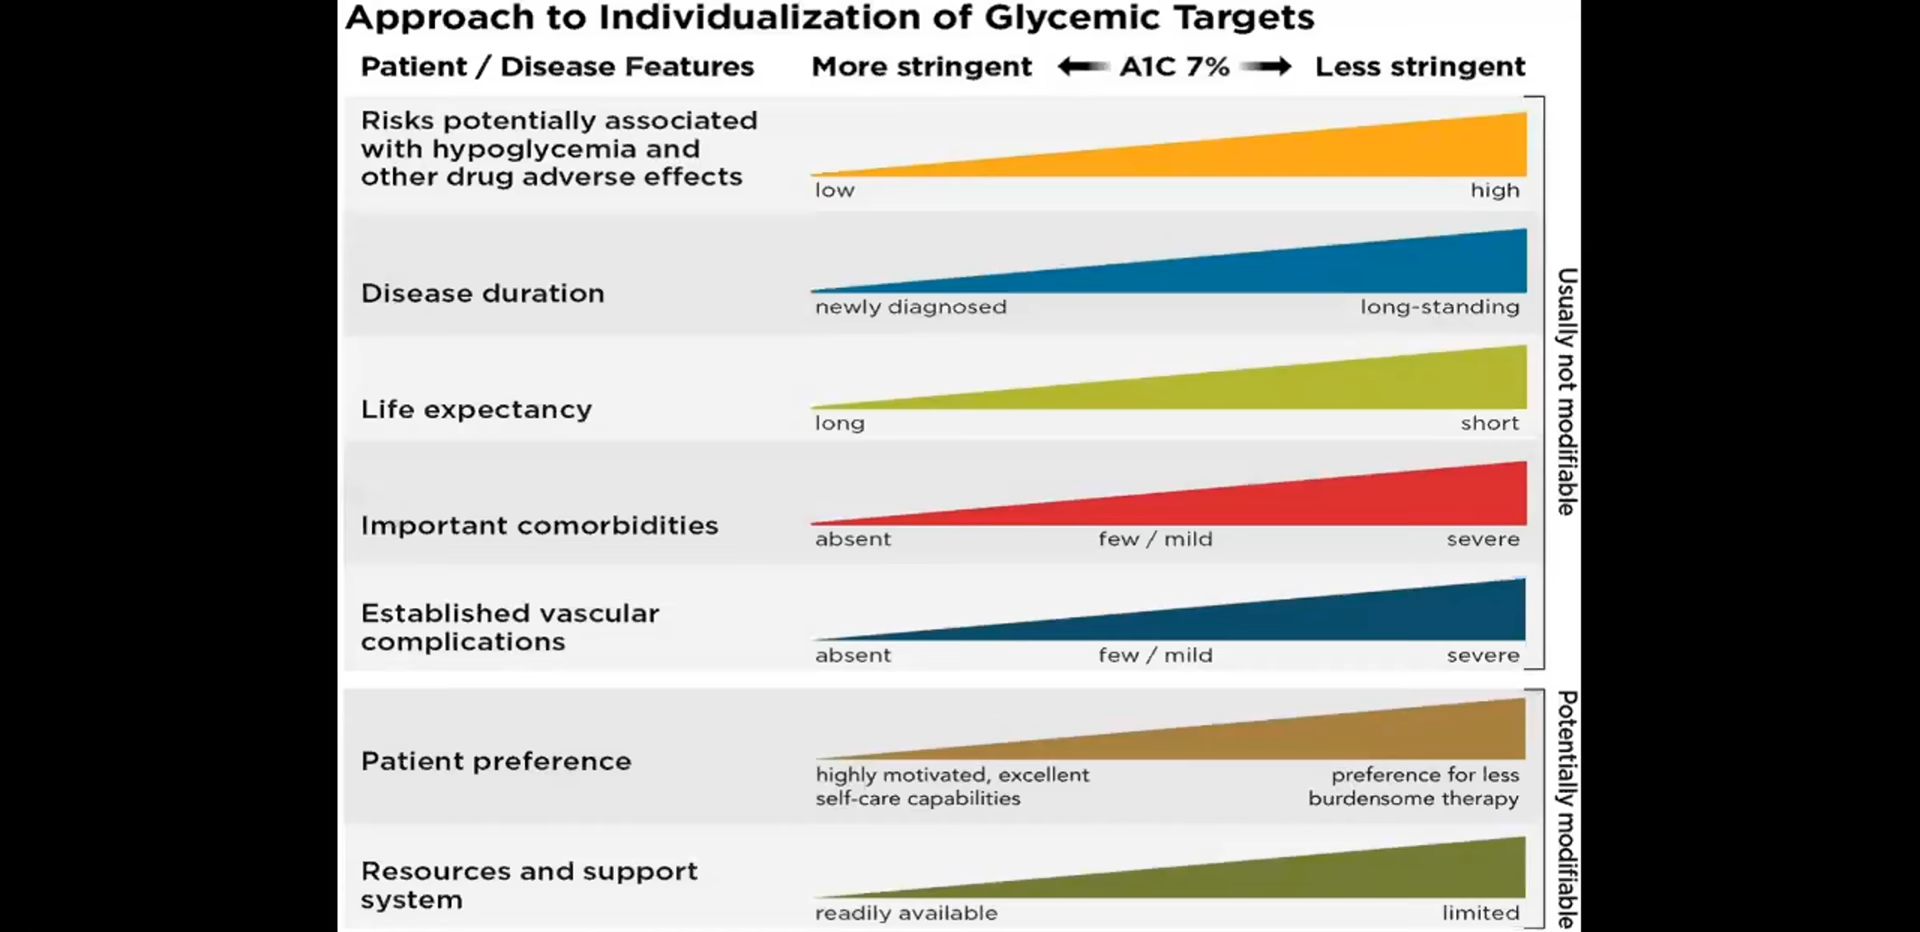 Approach to Individualization of Glycemic Targets
Patient / Disease Features More stringent A1C 7% Less stringent
Risks potentially associated
with hypoglycemia and
other drug adverse effects
low high
Disease duration
newly diagnosed long-standing
Life expectancy
long short
Important comorbidities
absent few / mild severe
Established vascular
complications
absent few / mild severe
Usually not modifiable
Patient preference
highly motivated, excellent
self-care capabilities
preference for less
burdensome therapy
Resources and support
system
readily available limited
Potentially modifiable